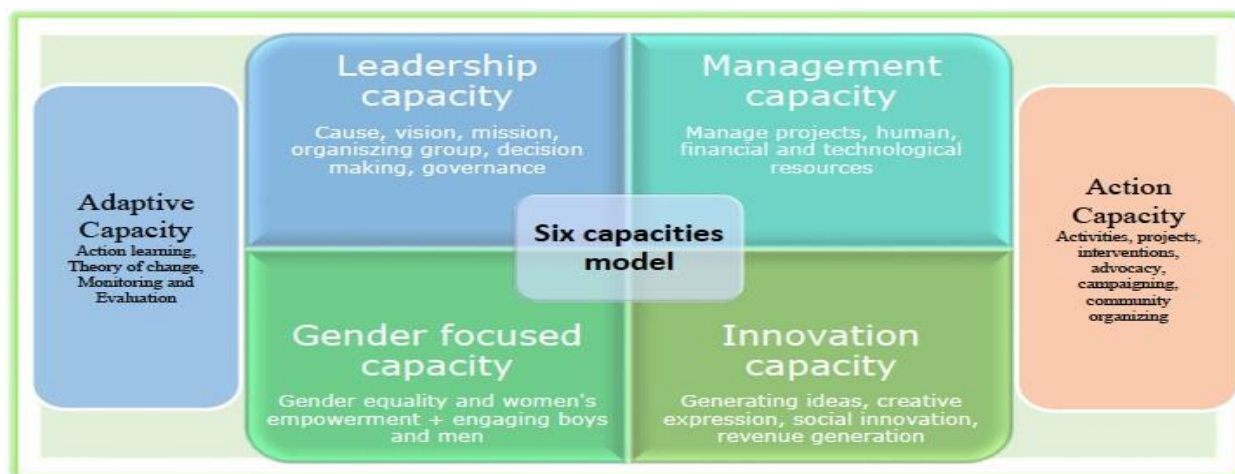 Leadership
capacity
Cause, vision, mission,
organiszing group, decision
making, governance
Management
capacity
Manage projects, human,
financial and technological
resources
Adaptive
Capacity
Action learning,
Theory of change,
Monitoring and
Evaluation
Six capacities
model
Action
Capacity
Activities, projects,
interventions,
advocacy,
campaigning,
community
organizing
Gender focused
capacity
Gender equality and women's
empowerment + engaging boys
and men
Innovation
capacity
Generating ideas, creative
expression, social innovation,
revenue generation